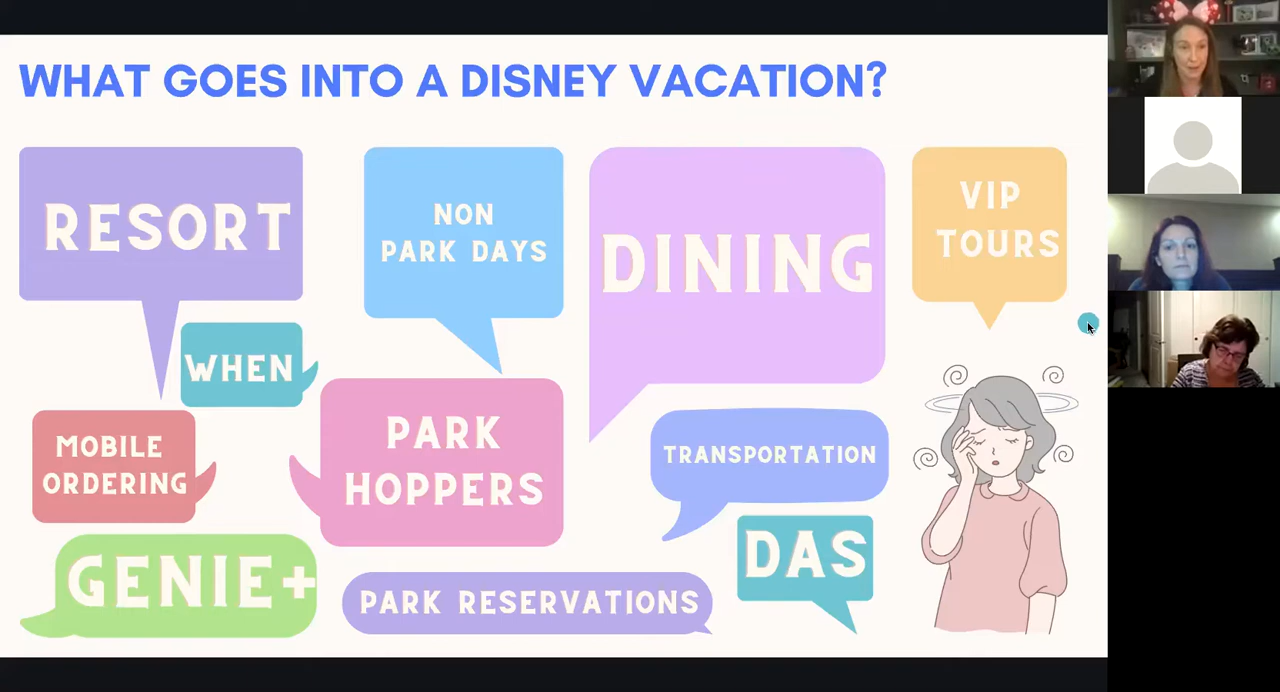 WHAT GOES INTO A DISNEY VACATION?
RESORT
NON
PARK DAYS
DINING
VIP
TOURS
WHEN
MOBILE
ORDERING
PARK
HOPPERS
TRANSPORTATION
GENIE+
PARK RESERVATIONS
DAS